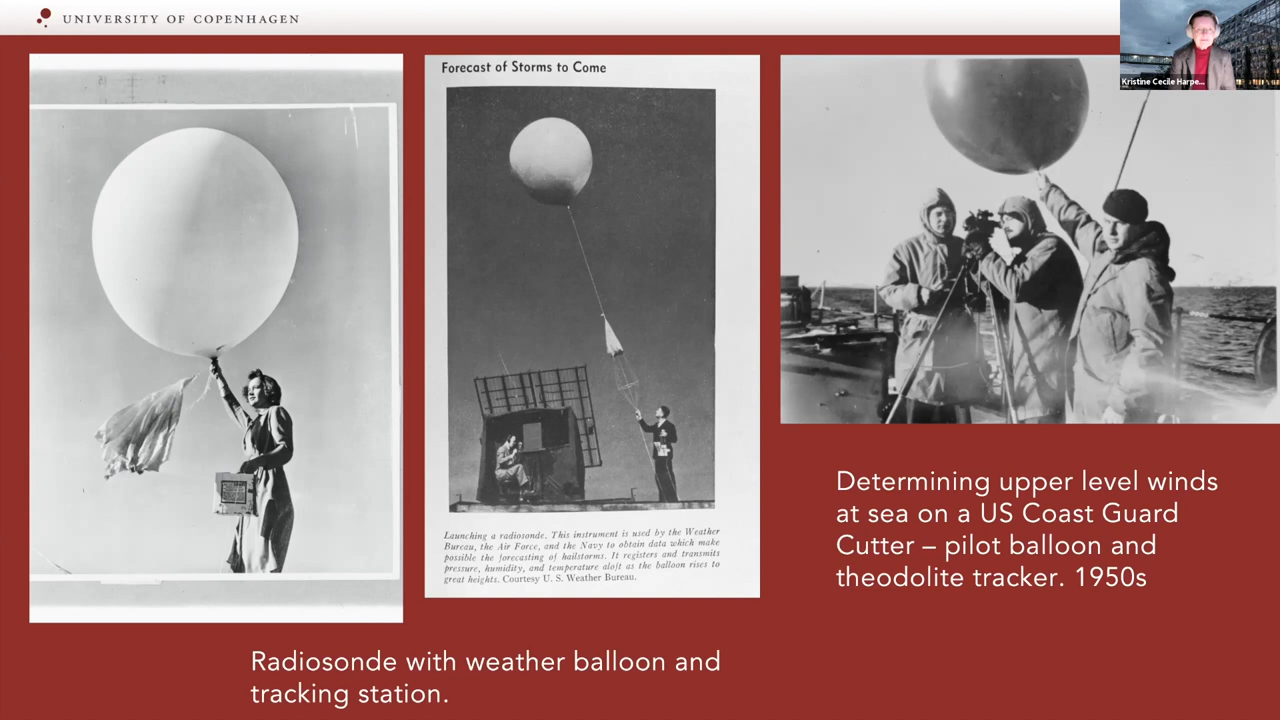 UNIVERSITY OF COPENHAGEN
Kristine Cecile Harpe...
Forecast of Storms to Come
Launching a radiosonde. This instrument is used by the Weather
Bureau, the Air Force, and the Navy to obtain data which make
possible the forecasting of hailstorms. It registers and transmits
pressure, humidity, and temperature aloft as the balloon rises to
great heights. Courtesy U. S. Weather Bureau.
Determining upper level winds
at sea on a US Coast Guard
Cutter – pilot balloon and
theodolite tracker. 1950s
Radiosonde with weather balloon and
tracking station.